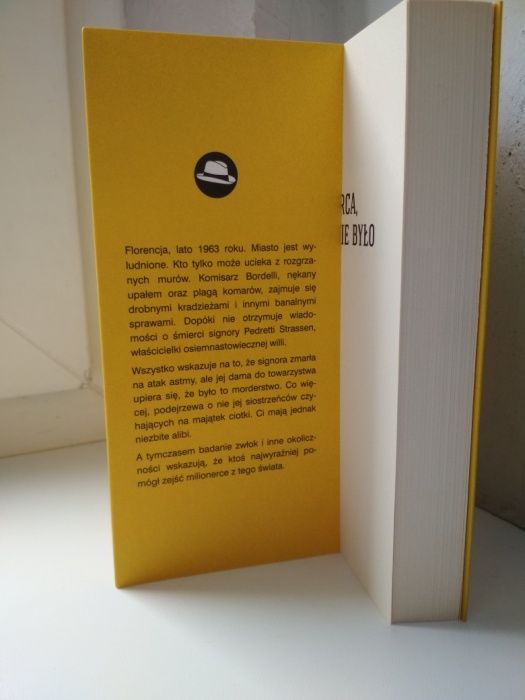 Florencja, lato 1963 roku. Miasto jest wy-
ludnione. Kto tylko może ucieka z rozgrza-
nych murów. Komisarz Bordelli, nękany
upałem oraz plagą komarów, zajmuje się
drobnymi kradzieżami i innymi banalnymi
sprawami. Dopóki nie otrzymuje wiado-
mości o śmierci signory Pedretti Strassen,
właścicielki osiemnastowiecznej willi.
Wszystko wskazuje na to, że signora zmarła
na atak astmy, ale jej dama do towarzystwa
upiera się, że było to morderstwo. Co wię-
cej, podejrzewa o nie jej siostrzeńców czy-
hających na majątek ciotki. Ci mają jednak
niezbite alibi.
A tymczasem badanie zwłok i inne okolicz-
ności wskazują, że ktoś najwyraźniej po-
mógł zejść milionerce z tego świata.
RCA,
IE BYŁO